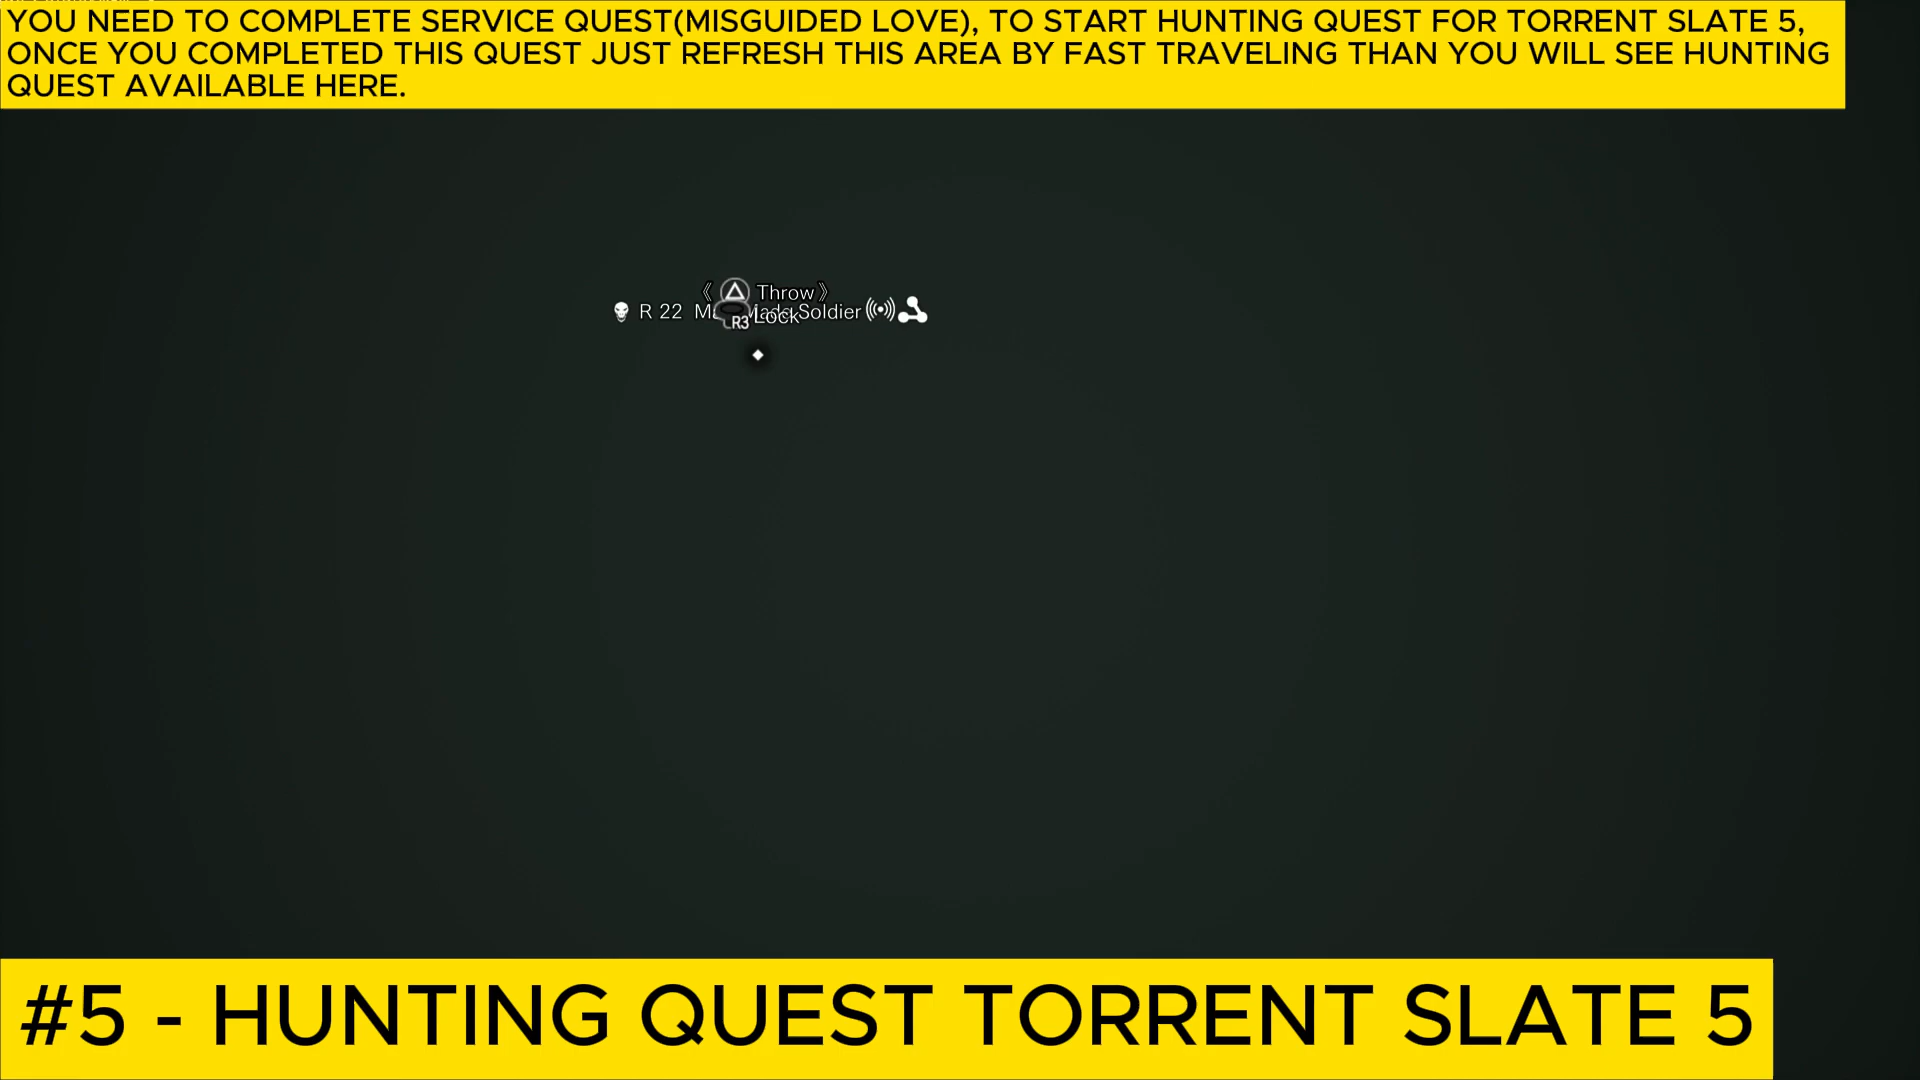 YOU NEED TO COMPLETE SERVICE QUEST(MISGUIDED LOVE), TO START HUNTING QUEST FOR TORRENT SLATE 5,
ONCE YOU COMPLETED THIS QUEST JUST REFRESH THIS AREA BY FAST TRAVELING THAN YOU WILL SEE HUNTING
QUEST AVAILABLE HERE.
《 Throw 》
R 22 Soldier
R3 Lock
#5 - HUNTING QUEST TORRENT SLATE 5